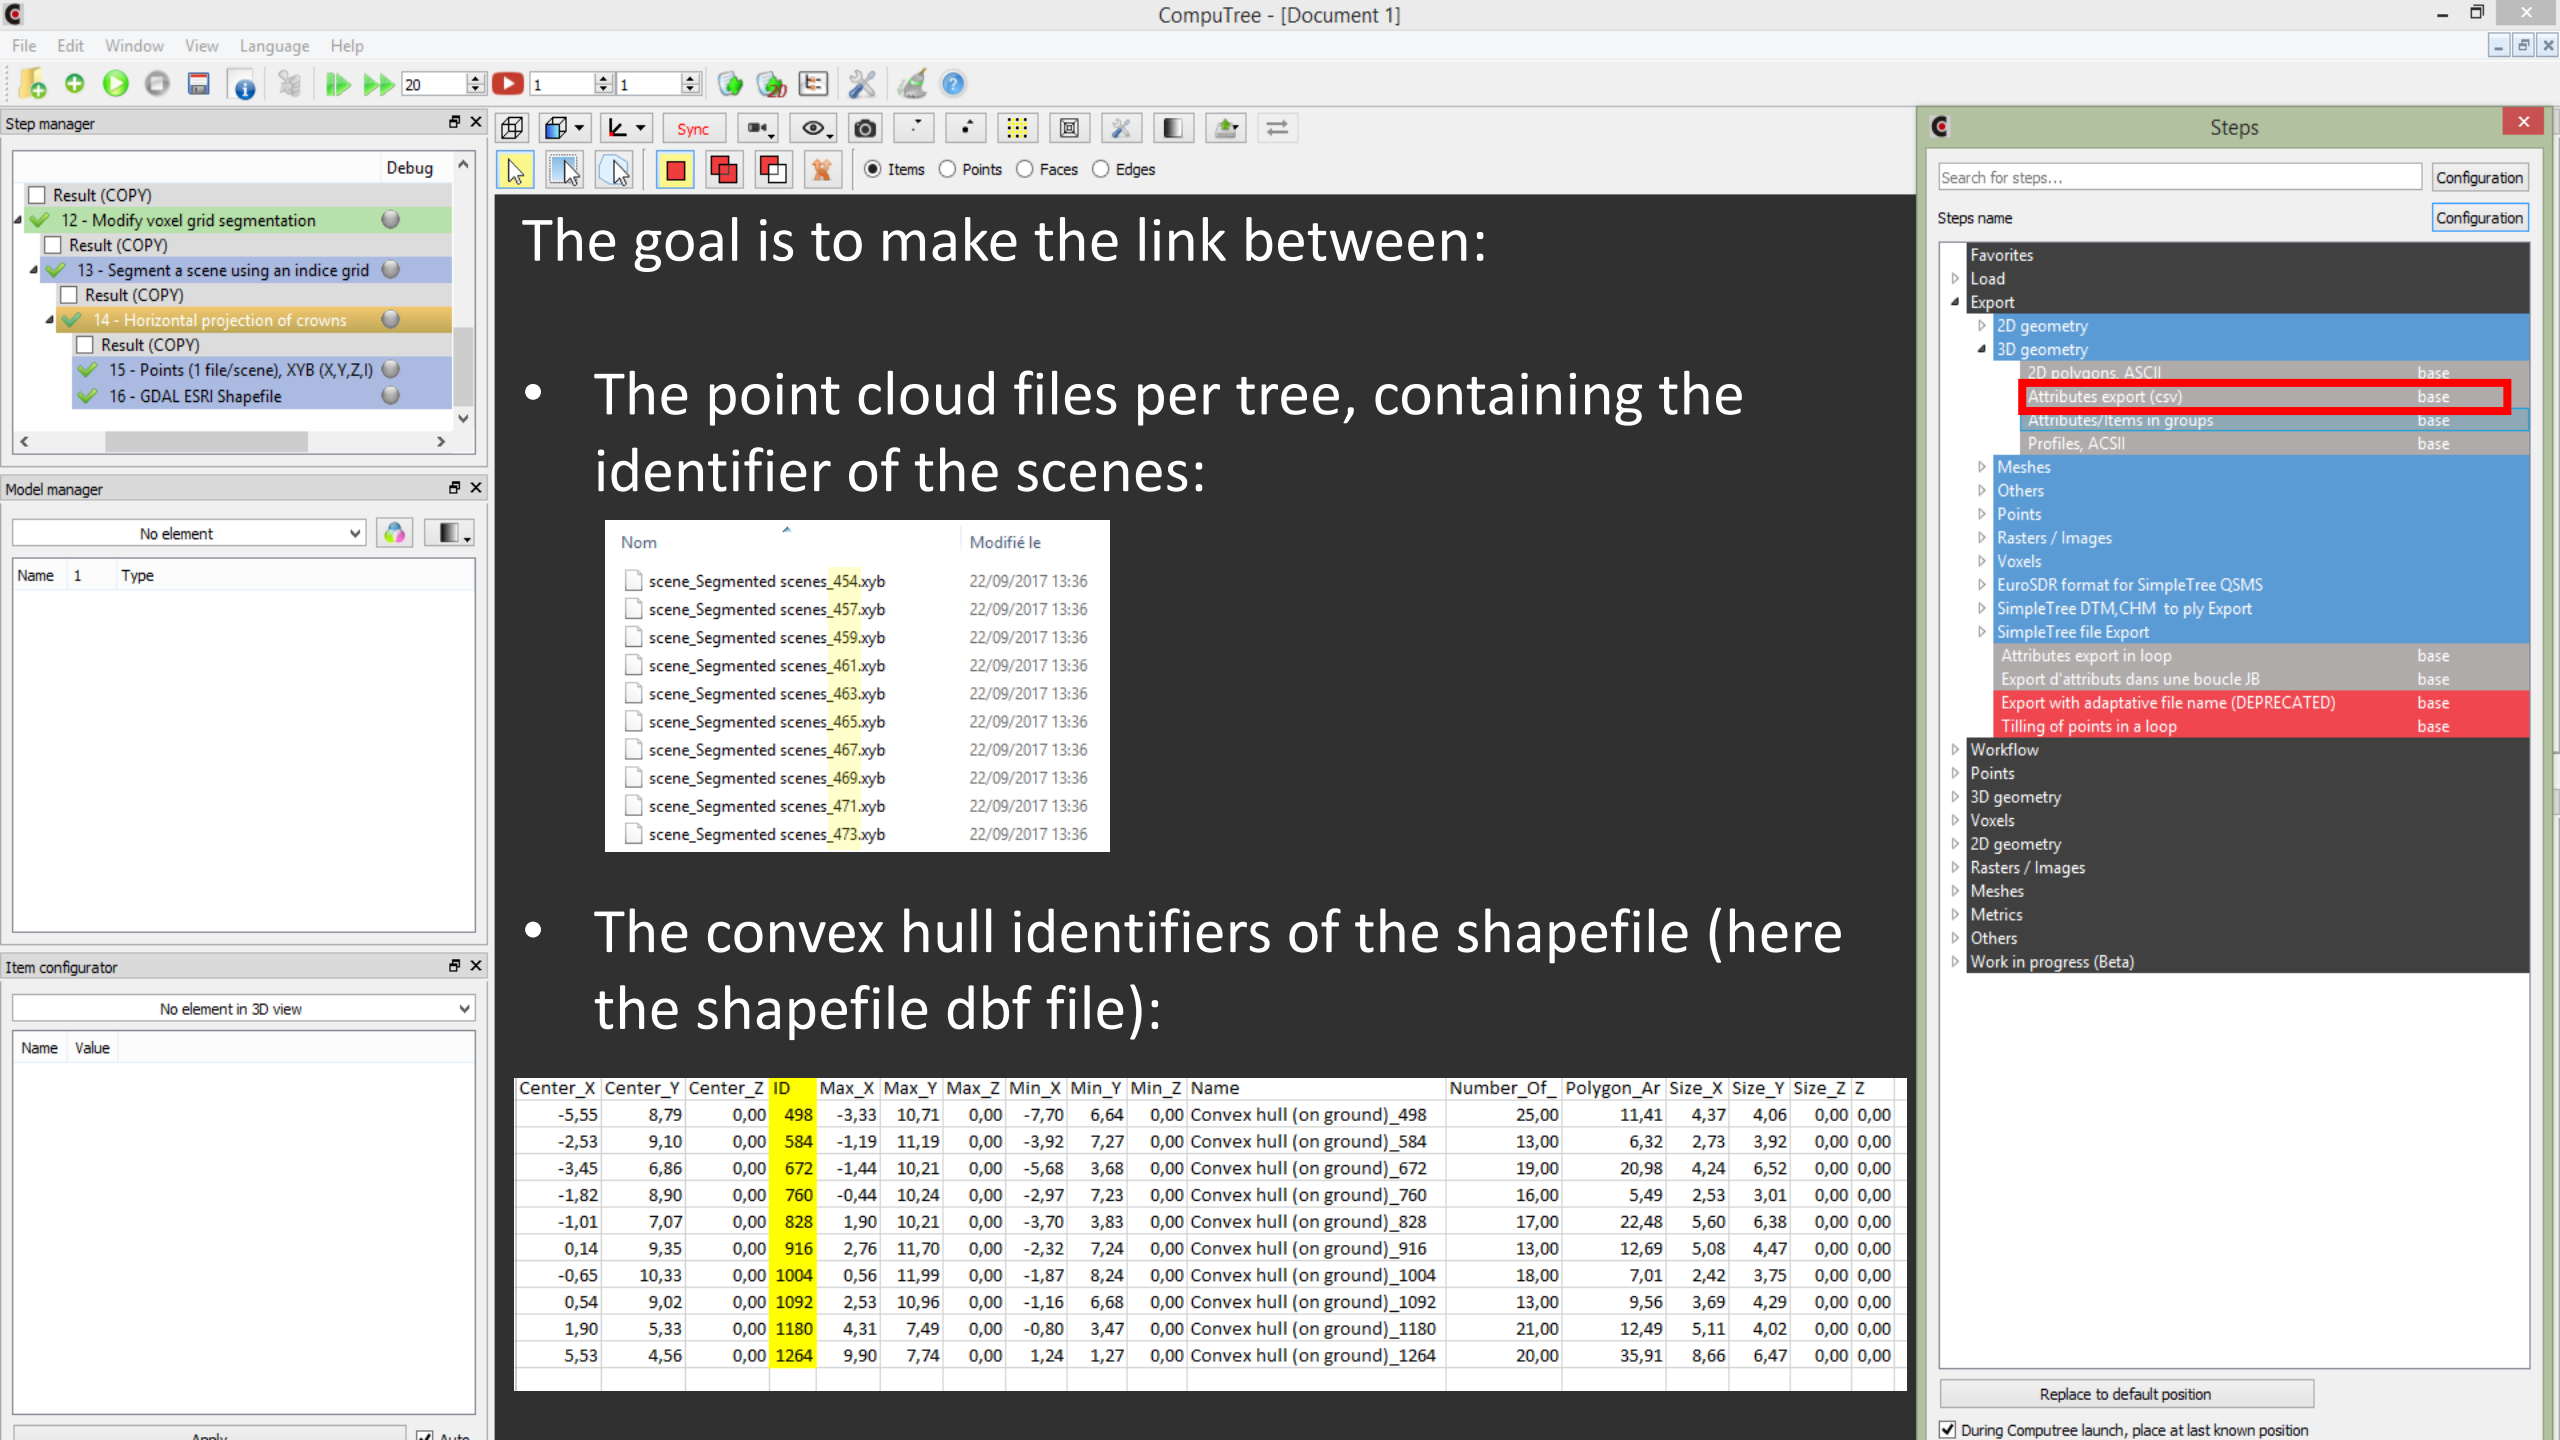 CompuTree - [Document 1]
File Edit Window View Language Help
20 1 1
Step manager
Debug
Result (COPY)
12 - Modify voxel grid segmentation
Result (COPY)
13 - Segment a scene using an indice grid
Result (COPY)
14 - Horizontal projection of crowns
Result (COPY)
15 - Points (1 file/scene), XYB (X,Y,Z,I)
16 - GDAL ESRI Shapefile
Model manager
No element
Name 1 Type
Item configurator
No element in 3D view
Name Value
Apply Auto
Sync
Items Points Faces Edges
The goal is to make the link between:
• The point cloud files per tree, containing the
identifier of the scenes:
Nom Modifié le
scene_Segmented scenes_454.xyb 22/09/2017 13:36
scene_Segmented scenes_457.xyb 22/09/2017 13:36
scene_Segmented scenes_459.xyb 22/09/2017 13:36
scene_Segmented scenes_461.xyb 22/09/2017 13:36
scene_Segmented scenes_463.xyb 22/09/2017 13:36
scene_Segmented scenes_465.xyb 22/09/2017 13:36
scene_Segmented scenes_467.xyb 22/09/2017 13:36
scene_Segmented scenes_469.xyb 22/09/2017 13:36
scene_Segmented scenes_471.xyb 22/09/2017 13:36
scene_Segmented scenes_473.xyb 22/09/2017 13:36
• The convex hull identifiers of the shapefile (here
the shapefile dbf file):
Center_X Center_Y Center_Z ID Max_X Max_Y Max_Z Min_X Min_Y Min_Z Name Number_Of_ Polygon_Ar Size_X Size_Y Size_Z Z
-5,55 8,79 0,00 498 -3,33 10,71 0,00 -7,70 6,64 0,00 Convex hull (on ground)_498 25,00 11,41 4,37 4,06 0,00 0,00
-2,53 9,10 0,00 584 -1,19 11,19 0,00 -3,92 7,27 0,00 Convex hull (on ground)_584 13,00 6,32 2,73 3,92 0,00 0,00
-3,45 6,86 0,00 672 -1,44 10,21 0,00 -5,68 3,68 0,00 Convex hull (on ground)_672 19,00 20,98 4,24 6,52 0,00 0,00
-1,82 8,90 0,00 760 -0,44 10,24 0,00 -2,97 7,23 0,00 Convex hull (on ground)_760 16,00 5,49 2,53 3,01 0,00 0,00
-1,01 7,07 0,00 828 1,90 10,21 0,00 -3,70 3,83 0,00 Convex hull (on ground)_828 17,00 22,48 5,60 6,38 0,00 0,00
0,14 9,35 0,00 916 2,76 11,70 0,00 -2,32 7,24 0,00 Convex hull (on ground)_916 13,00 12,69 5,08 4,47 0,00 0,00
-0,65 10,33 0,00 1004 0,56 11,99 0,00 -1,87 8,24 0,00 Convex hull (on ground)_1004 18,00 7,01 2,42 3,75 0,00 0,00
0,54 9,02 0,00 1092 2,53 10,96 0,00 -1,16 6,68 0,00 Convex hull (on ground)_1092 13,00 9,56 3,69 4,29 0,00 0,00
1,90 5,33 0,00 1180 4,31 7,49 0,00 -0,80 3,47 0,00 Convex hull (on ground)_1180 21,00 12,49 5,11 4,02 0,00 0,00
5,53 4,56 0,00 1264 9,90 7,74 0,00 1,24 1,27 0,00 Convex hull (on ground)_1264 20,00 35,91 8,66 6,47 0,00 0,00
Steps
Search for steps... Configuration
Steps name Configuration
Favorites
Load
Export
2D geometry
3D geometry
2D polygons, ASCII base
Attributes export (csv) base
Attributes/Items in groups base
Profiles, ACSII base
Meshes
Others
Points
Rasters / Images
Voxels
EuroSDR format for SimpleTree QSMS
SimpleTree DTM,CHM to ply Export
SimpleTree file Export
Attributes export in loop base
Export d'attributs dans une boucle JB base
Export with adaptative file name (DEPRECATED) base
Tilling of points in a loop base
Workflow
Points
3D geometry
Voxels
2D geometry
Rasters / Images
Meshes
Metrics
Others
Work in progress (Beta)
Replace to default position
During Computree launch, place at last known position